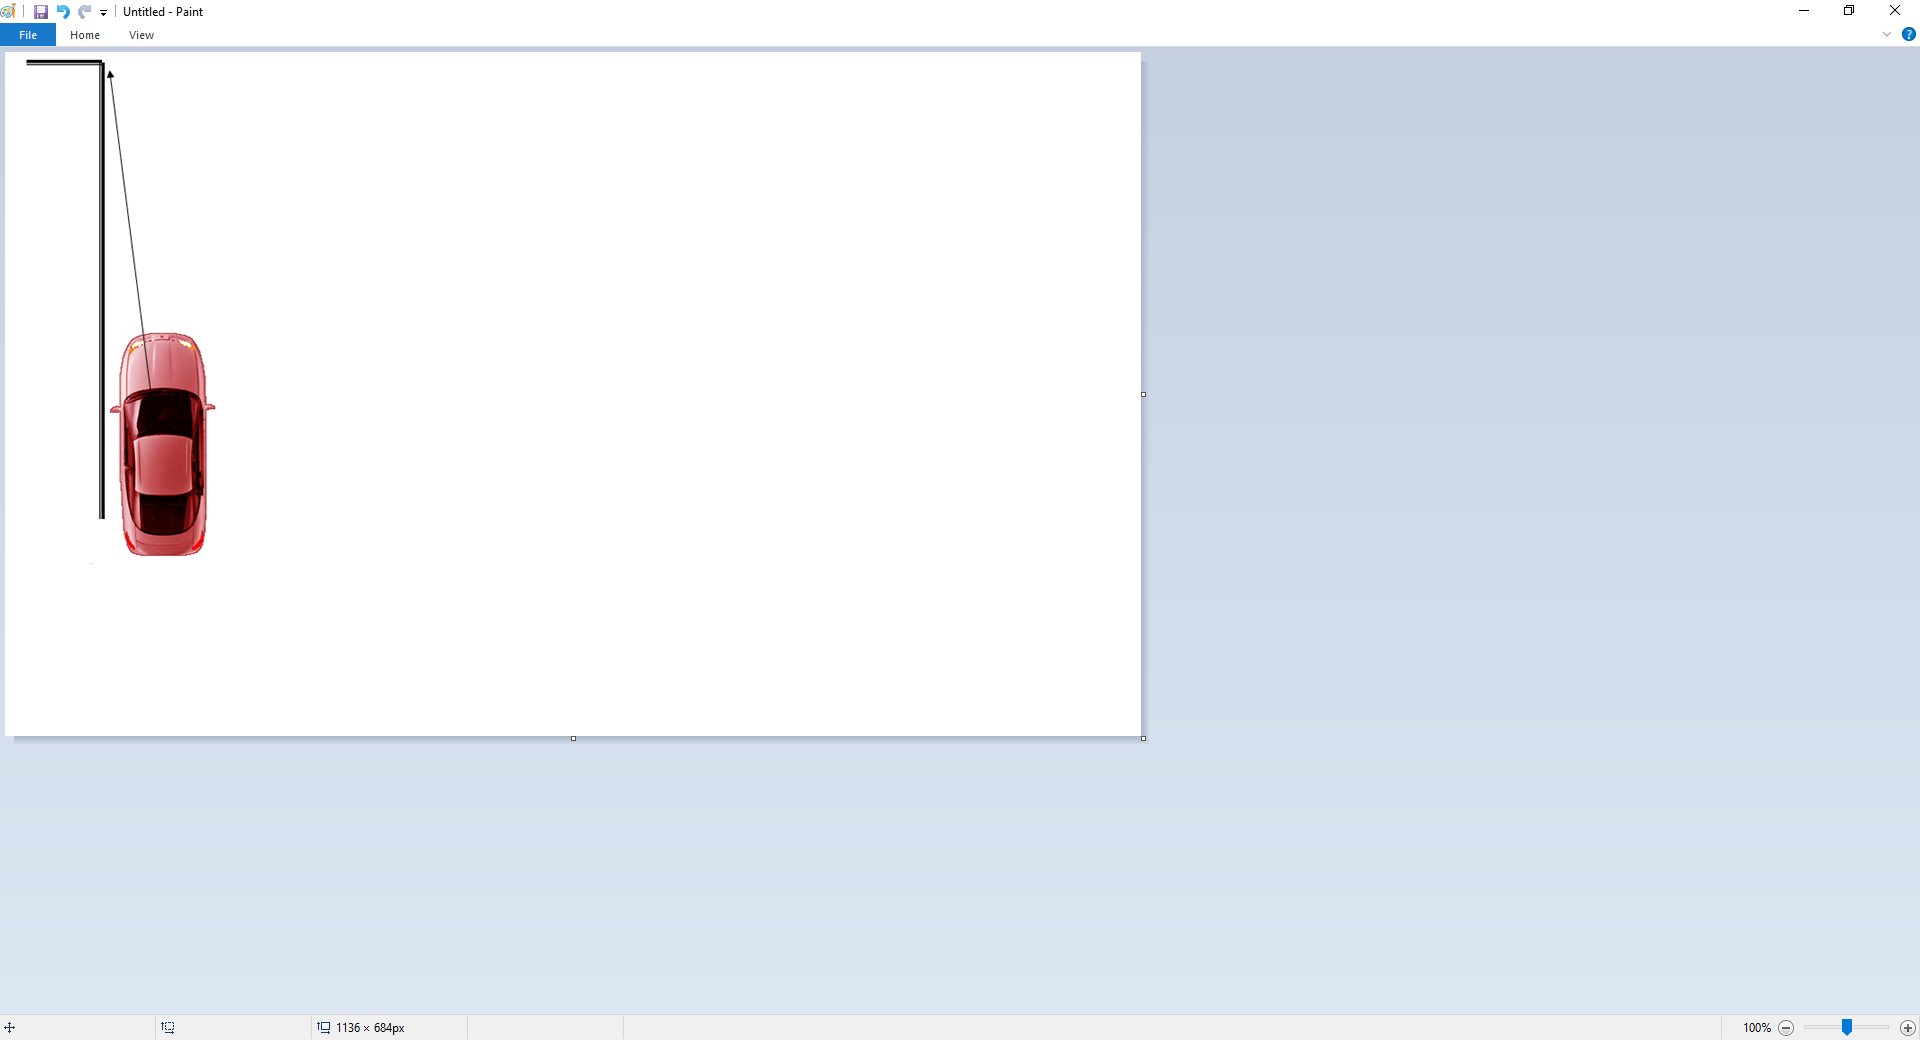 Untitled - Paint
File Home View
1136 × 684px
100%